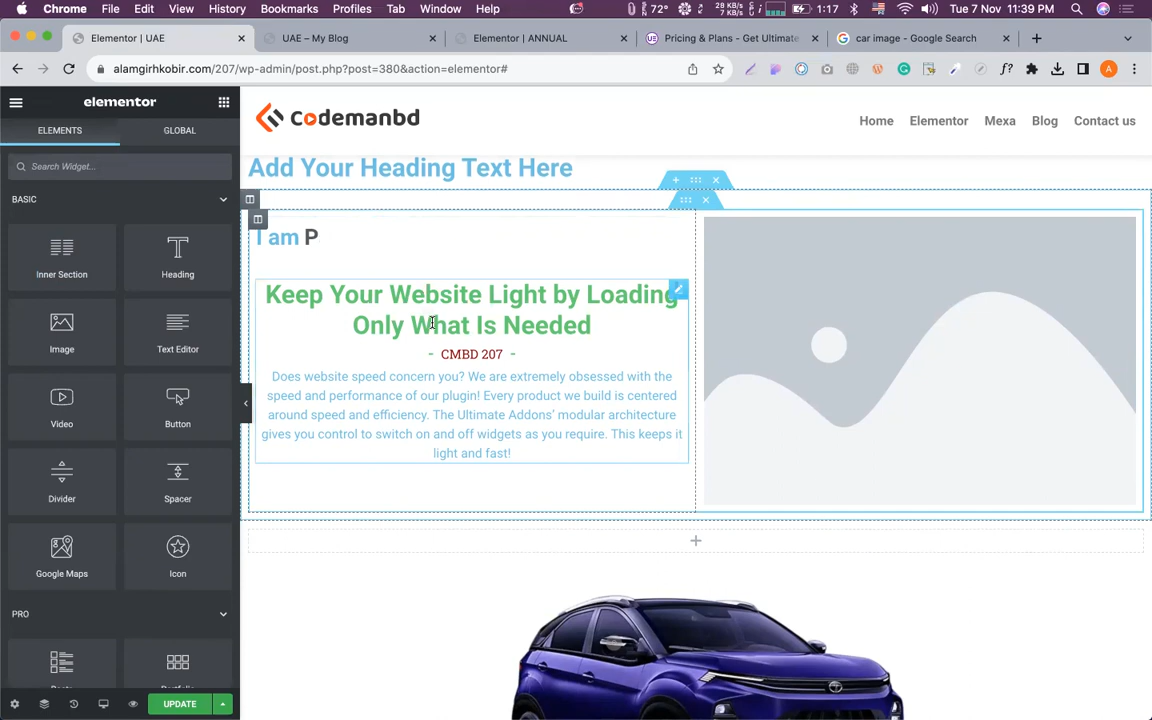 Chrome File Edit View History Bookmarks Profiles Tab Window Help 72° 28 KB/s 7 KB/s 1:17 Tue 7 Nov 11:39 PM
Elementor | UAE UAE – My Blog Elementor | ANNUAL Pricing & Plans - Get Ultimate car image - Google Search
alamgirhkobir.com/207/wp-admin/post.php?post=380&action=elementor#
elementor
ELEMENTS GLOBAL
Search Widget...
BASIC
Inner Section Heading
Image Text Editor
Video Button
Divider Spacer
Google Maps Icon
PRO
UPDATE
codemanbd
Home Elementor Mexa Blog Contact us
Add Your Heading Text Here
I am P
Keep Your Website Light by Loading
Only What Is Needed
- CMBD 207 -
Does website speed concern you? We are extremely obsessed with the
speed and performance of our plugin! Every product we build is centered
around speed and efficiency. The Ultimate Addons’ modular architecture
gives you control to switch on and off widgets as you require. This keeps it
light and fast!